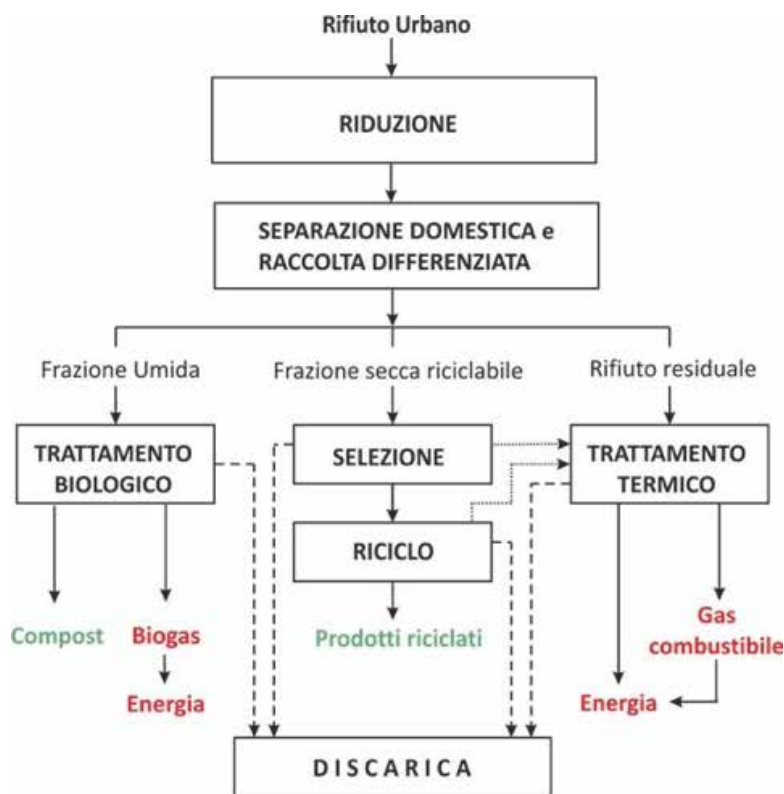 Rifiuto Urbano
RIDUZIONE
SEPARAZIONE DOMESTICA e
RACCOLTA DIFFERENZIATA
Frazione Umida
Frazione secca riciclabile
Rifiuto residuale
TRATTAMENTO
BIOLOGICO
SELEZIONE
TRATTAMENTO
TERMICO
RICICLO
Compost
Biogas
Energia
Prodotti riciclati
Gas
combustibile
Energia
DISCARICA